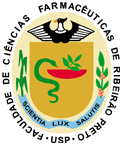 FACULDADE DE CIÊNCIAS FARMACÊUTICAS DE RIBEIRÃO PRETO
SCIENTIA LUX SALUTIS
·USP·